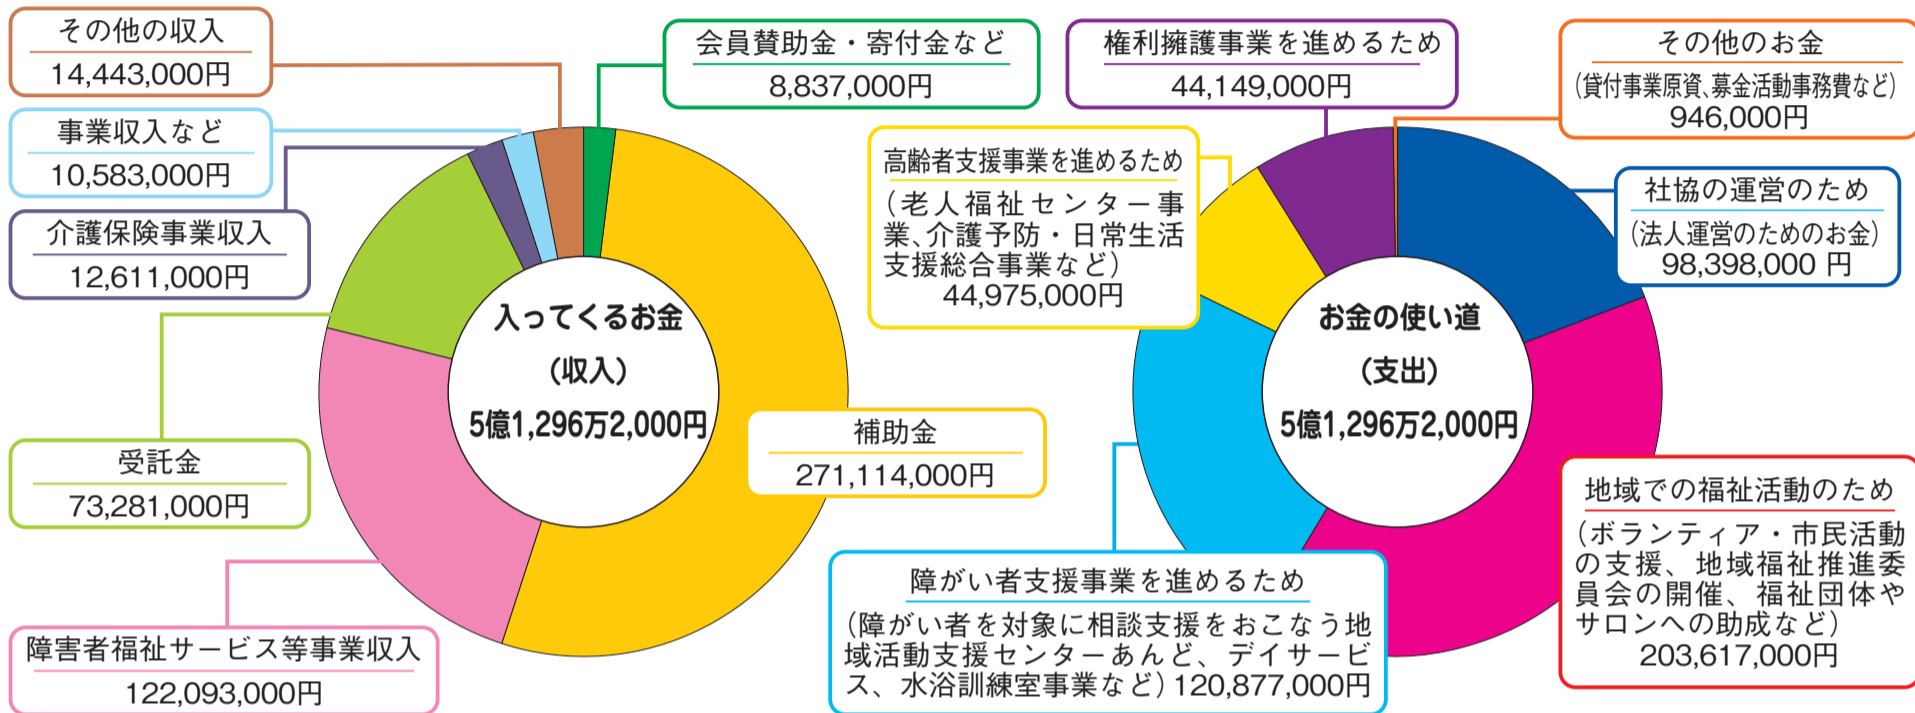 その他の収入
14,443,000円
事業収入など
10,583,000円
介護保険事業収入
12,611,000円
受託金
73,281,000円
障害者福祉サービス等事業収入
122,093,000円
会員賛助金・寄付金など
8,837,000円
補助金
271,114,000円
入ってくるお金
（収入）
5億1,296万2,000円
権利擁護事業を進めるため
44,149,000円
高齢者支援事業を進めるため
（老人福祉センター事
業、介護予防・日常生活
支援総合事業など）
44,975,000円
障がい者支援事業を進めるため
（障がい者を対象に相談支援をおこなう地
域活動支援センターあんど、デイサービ
ス、水浴訓練室事業など）120,877,000円
お金の使い道
（支出）
5億1,296万2,000円
その他のお金
（貸付事業原資、募金活動事務費など）
946,000円
社協の運営のため
（法人運営のためのお金）
98,398,000 円
地域での福祉活動のため
（ボランティア・市民活動
の支援、地域福祉推進委
員会の開催、福祉団体や
サロンへの助成など）
203,617,000円